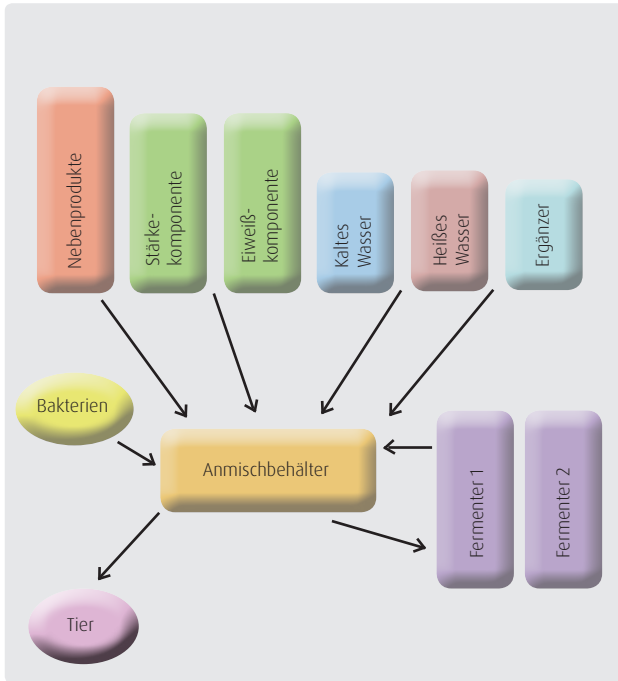 Nebenprodukte
Stärke-
komponente
Eiweiß-
komponente
Kaltes
Wasser
Heißes
Wasser
Ergänzer
Bakterien
Anmischbehälter
Fermenter 1
Fermenter 2
Tier